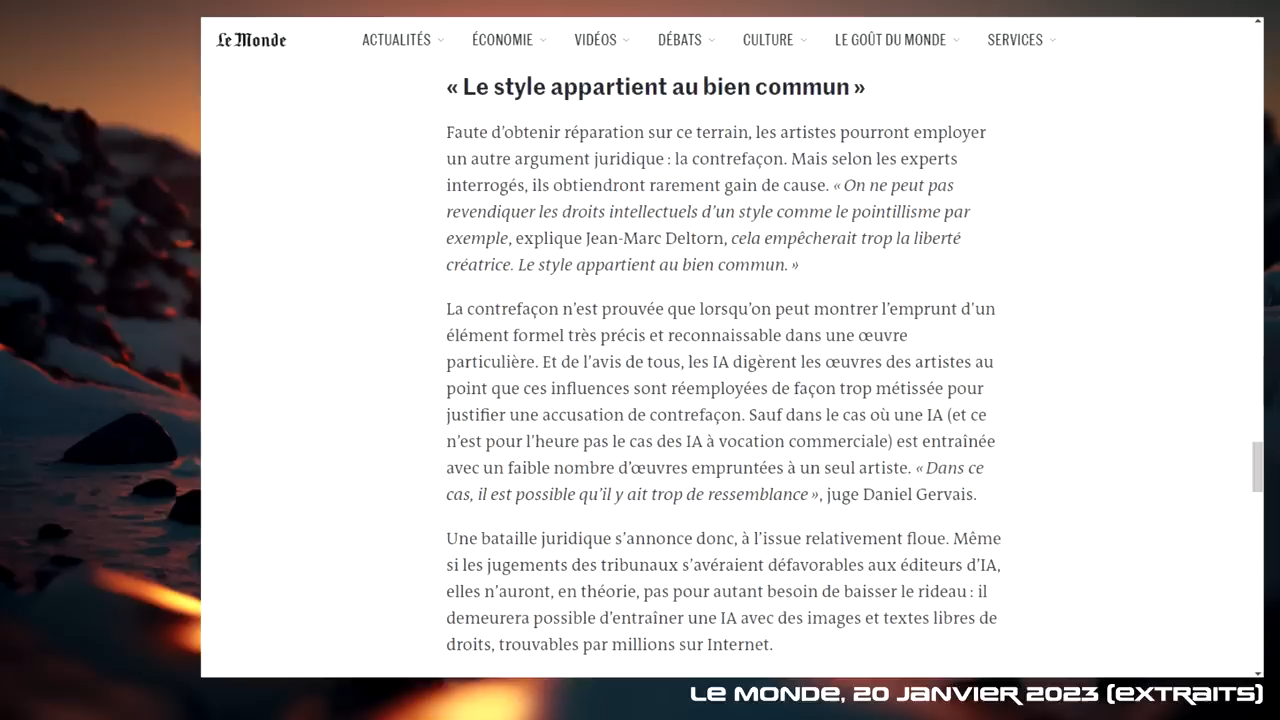 Le Monde
ACTUALITÉS ÉCONOMIE VIDÉOS DÉBATS CULTURE LE GOÛT DU MONDE SERVICES
« Le style appartient au bien commun »
Faute d’obtenir réparation sur ce terrain, les artistes pourront employer
un autre argument juridique : la contrefaçon. Mais selon les experts
interrogés, ils obtiendront rarement gain de cause. « On ne peut pas
revendiquer les droits intellectuels d’un style comme le pointillisme par
exemple, explique Jean-Marc Deltorn, cela empêcherait trop la liberté
créatrice. Le style appartient au bien commun. »
La contrefaçon n’est prouvée que lorsqu’on peut montrer l’emprunt d’un
élément formel très précis et reconnaissable dans une œuvre
particulière. Et de l’avis de tous, les IA digèrent les œuvres des artistes au
point que ces influences sont réemployées de façon trop métissée pour
justifier une accusation de contrefaçon. Sauf dans le cas où une IA (et ce
n’est pour l’heure pas le cas des IA à vocation commerciale) est entraînée
avec un faible nombre d’œuvres empruntées à un seul artiste. « Dans ce
cas, il est possible qu’il y ait trop de ressemblance », juge Daniel Gervais.
Une bataille juridique s’annonce donc, à l’issue relativement floue. Même
si les jugements des tribunaux s’avéraient défavorables aux éditeurs d’IA,
elles n’auront, en théorie, pas pour autant besoin de baisser le rideau : il
demeurera possible d’entraîner une IA avec des images et textes libres de
droits, trouvables par millions sur Internet.
Le Monde, 20 janvier 2023 (extraits)